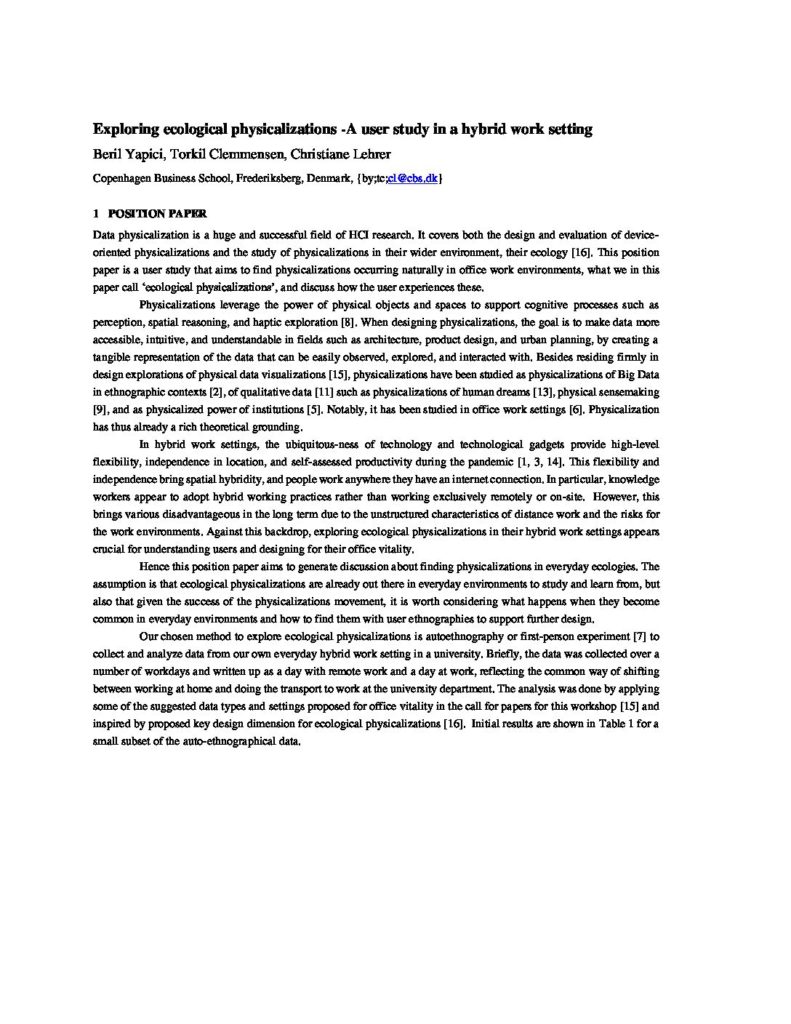 Exploring ecological physicalizations -A user study in a hybrid work setting
Beril Yapici, Torkil Clemmensen, Christiane Lehrer
Copenhagen Business School, Frederiksberg, Denmark, {by;tc;cl@cbs.dk}
1 POSITION PAPER
Data physicalization is a huge and successful field of HCI research. It covers both the design and evaluation of device-
oriented physicalizations and the study of physicalizations in their wider environment, their ecology [16]. This position
paper is a user study that aims to find physicalizations occurring naturally in office work environments, what we in this
paper call ‘ecological physicalizations’, and discuss how the user experiences these.
Physicalizations leverage the power of physical objects and spaces to support cognitive processes such as
perception, spatial reasoning, and haptic exploration [8]. When designing physicalizations, the goal is to make data more
accessible, intuitive, and understandable in fields such as architecture, product design, and urban planning, by creating a
tangible representation of the data that can be easily observed, explored, and interacted with. Besides residing firmly in
design explorations of physical data visualizations [15], physicalizations have been studied as physicalizations of Big Data
in ethnographic contexts [2], of qualitative data [11] such as physicalizations of human dreams [13], physical sensemaking
[9], and as physicalized power of institutions [5]. Notably, it has been studied in office work settings [6]. Physicalization
has thus already a rich theoretical grounding.
In hybrid work settings, the ubiquitous-ness of technology and technological gadgets provide high-level
flexibility, independence in location, and self-assessed productivity during the pandemic [1, 3, 14]. This flexibility and
independence bring spatial hybridity, and people work anywhere they have an internet connection. In particular, knowledge
workers appear to adopt hybrid working practices rather than working exclusively remotely or on-site. However, this
brings various disadvantageous in the long term due to the unstructured characteristics of distance work and the risks for
the work environments. Against this backdrop, exploring ecological physicalizations in their hybrid work settings appears
crucial for understanding users and designing for their office vitality.
Hence this position paper aims to generate discussion about finding physicalizations in everyday ecologies. The
assumption is that ecological physicalizations are already out there in everyday environments to study and learn from, but
also that given the success of the physicalizations movement, it is worth considering what happens when they become
common in everyday environments and how to find them with user ethnographies to support further design.
Our chosen method to explore ecological physicalizations is autoethnography or first-person experiment [7] to
collect and analyze data from our own everyday hybrid work setting in a university. Briefly, the data was collected over a
number of workdays and written up as a day with remote work and a day at work, reflecting the common way of shifting
between working at home and doing the transport to work at the university department. The analysis was done by applying
some of the suggested data types and settings proposed for office vitality in the call for papers for this workshop [15] and
inspired by proposed key design dimension for ecological physicalizations [16]. Initial results are shown in Table 1 for a
small subset of the auto-ethnographical data.